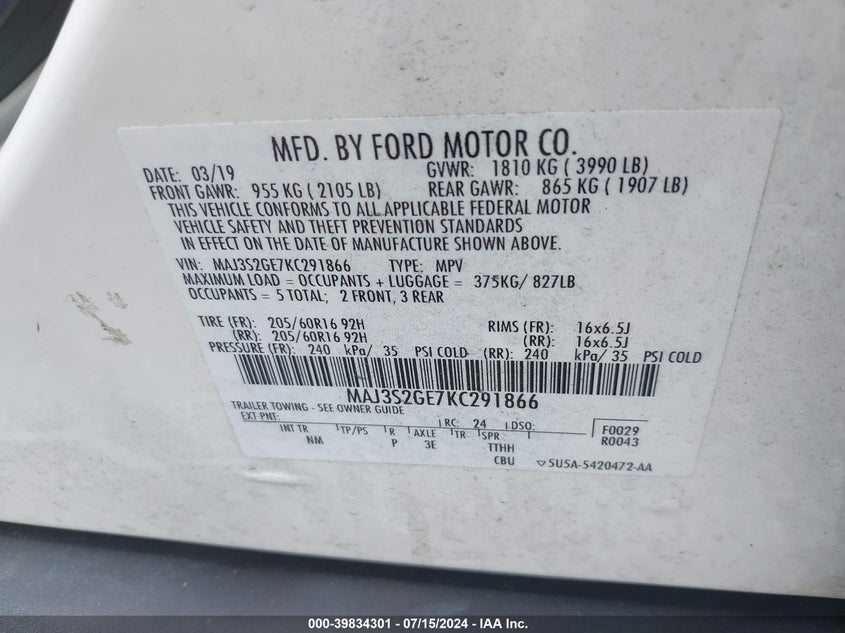 MFD. BY FORD MOTOR CO.
DATE: 03/19 GVWR: 1810 KG ( 3990 LB)
FRONT GAWR: 955 KG ( 2105 LB) REAR GAWR: 865 KG ( 1907 LB)
THIS VEHICLE CONFORMS TO ALL APPLICABLE FEDERAL MOTOR
VEHICLE SAFETY AND THEFT PREVENTION STANDARDS
IN EFFECT ON THE DATE OF MANUFACTURE SHOWN ABOVE.
VIN: MAJ3S2GE7KC291866 TYPE: MPV
MAXIMUM LOAD = OCCUPANTS + LUGGAGE = 375KG/ 827LB
OCCUPANTS = 5 TOTAL; 2 FRONT, 3 REAR
TIRE (FR): 205/60R16 92H RIMS (FR): 16x6.5J
(RR): 205/60R16 92H (RR): 16x6.5J
PRESSURE (FR): 240 kPa/ 35 PSI COLD (RR): 240 kPa/ 35 PSI COLD
MAJ3S2GE7KC291866
TRAILER TOWING - SEE OWNER GUIDE
EXT PNT: RC: 24 DSO: F0029
INT TR TP/PS R AXLE TR SPR R0043
NM P 3E TTHH
CBU 5U5A-5420472-AA
000-39834301 - 07/15/2024 - IAA Inc.